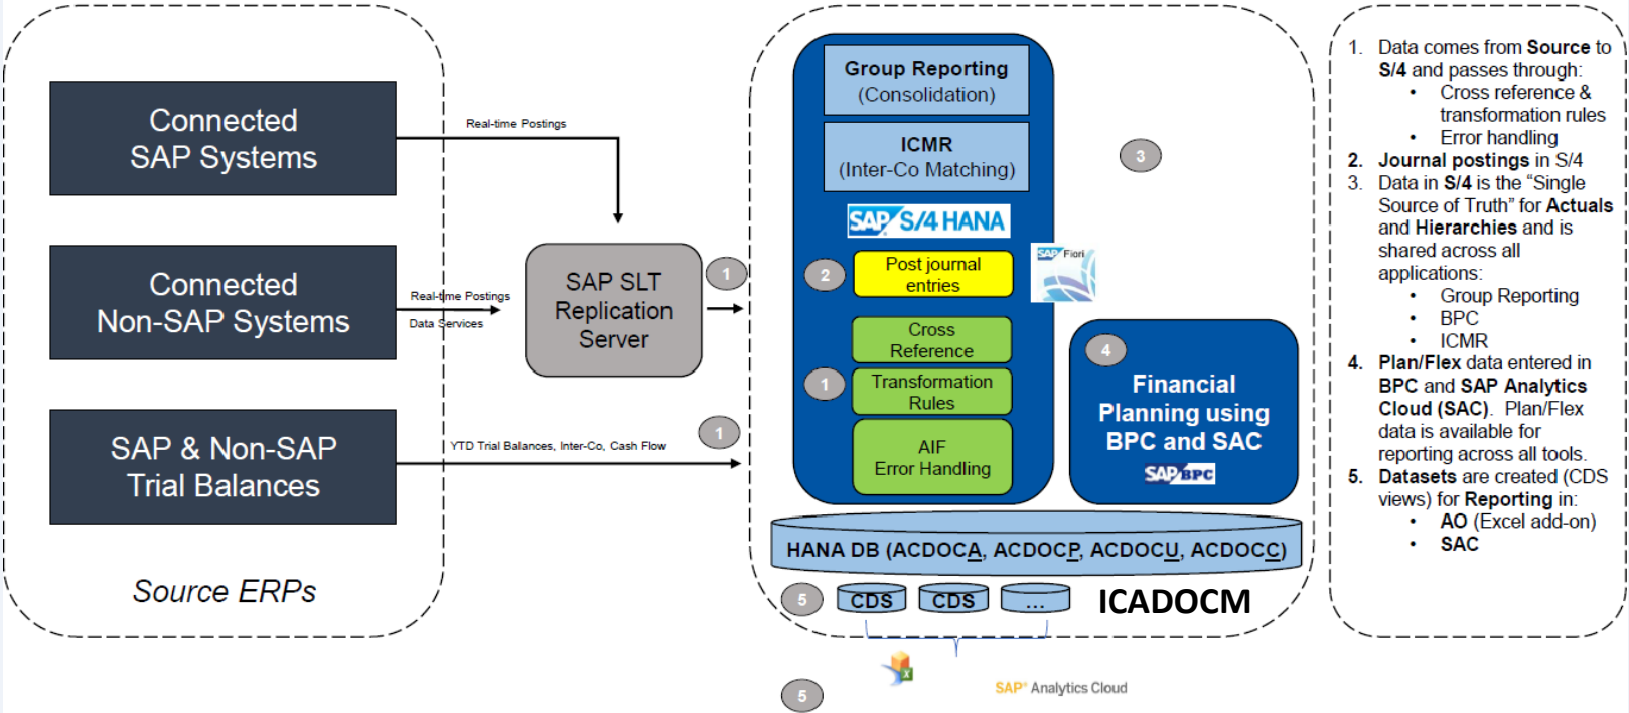 Connected
SAP Systems
Real-time Postings
Connected
Non-SAP Systems
Real-time Postings
Data Services
SAP & Non-SAP
Trial Balances
YTD Trial Balances, Inter-Co, Cash Flow
Source ERPs
SAP SLT
Replication
Server
1
1
Group Reporting
(Consolidation)
ICMR
(Inter-Co Matching)
SAP S/4 HANA
2
Post journal
entries
SAP Fiori
Cross
Reference
1
Transformation
Rules
AIF
Error Handling
3
4
Financial
Planning using
BPC and SAC
SAP BPC
HANA DB (ACDOCA, ACDOCP, ACDOCU, ACDOCC)
5
CDS
CDS
...
ICADOCM
5
X
SAP® Analytics Cloud
1. Data comes from Source to
S/4 and passes through:
• Cross reference &
transformation rules
• Error handling
2. Journal postings in S/4
3. Data in S/4 is the “Single
Source of Truth” for Actuals
and Hierarchies and is
shared across all
applications:
• Group Reporting
• BPC
• ICMR
4. Plan/Flex data entered in
BPC and SAP Analytics
Cloud (SAC). Plan/Flex
data is available for
reporting across all tools.
5. Datasets are created (CDS
views) for Reporting in:
• AO (Excel add-on)
• SAC